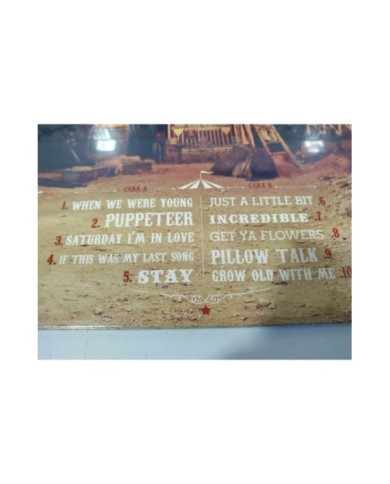 CARA A
1. WHEN WE WERE YOUNG
2. PUPPETEER
3. SATURDAY I'M IN LOVE
4. IF THIS WAS MY LAST SONG
5. STAY
CARA B
JUST A LITTLE BIT .6
INCREDIBLE .7
GET YA FLOWERS .8
PILLOW TALK 9.
GROW OLD WITH ME .10